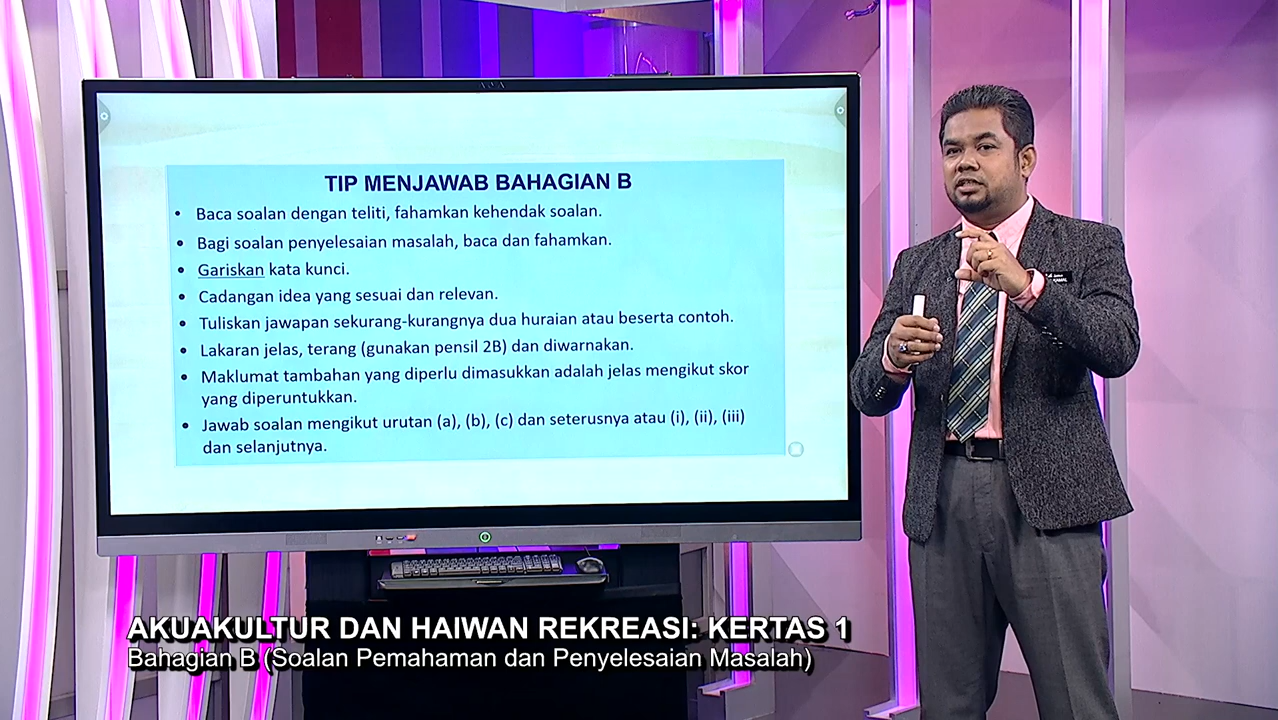 TIP MENJAWAB BAHAGIAN B
• Baca soalan dengan teliti, fahamkan kehendak soalan.
• Bagi soalan penyelesaian masalah, baca dan fahamkan.
• Gariskan kata kunci.
• Cadangan idea yang sesuai dan relevan.
• Tuliskan jawapan sekurang-kurangnya dua huraian atau beserta contoh.
• Lakaran jelas, terang (gunakan pensil 2B) dan diwarnakan.
• Maklumat tambahan yang diperlu dimasukkan adalah jelas mengikut skor
yang diperuntukkan.
• Jawab soalan mengikut urutan (a), (b), (c) dan seterusnya atau (i), (ii), (iii)
dan selanjutnya.
AKUAKULTUR DAN HAIWAN REKREASI: KERTAS 1
Bahagian B (Soalan Pemahaman dan Penyelesaian Masalah)